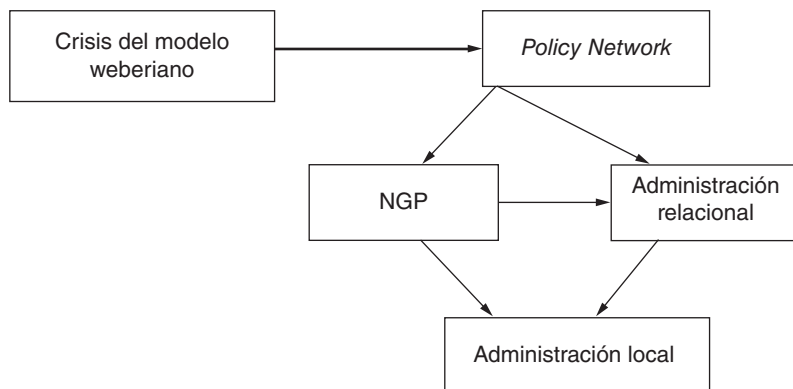 Crisis del modelo
weberiano
Policy Network
NGP
Administración
relacional
Administración local